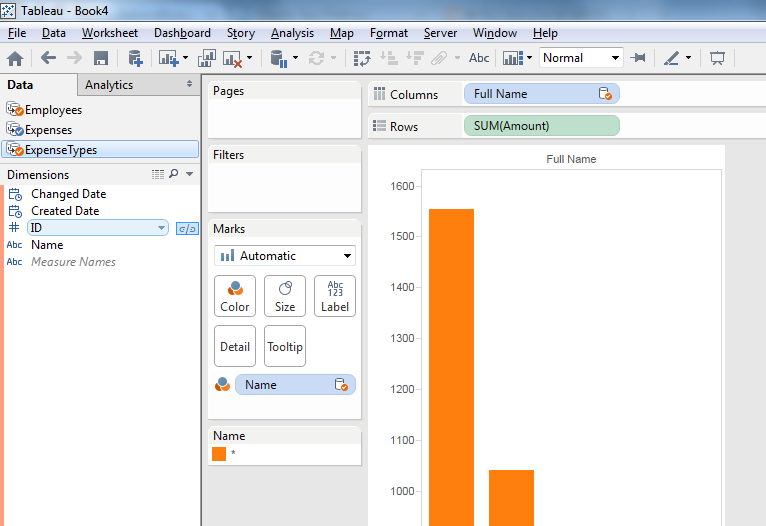 Tableau - Book4
File Data Worksheet Dashboard Story Analysis Map Format Server Window Help
Abc Normal
Data Analytics
Employees
Expenses
ExpenseTypes
Dimensions
Changed Date
Created Date
ID
Abc Name
Abc Measure Names
Pages
Filters
Marks
Automatic
Color Size Abc 123 Label
Detail Tooltip
Name
Name
*
Columns Full Name
Rows SUM(Amount)
Full Name
1600
1500
1400
1300
1200
1100
1000